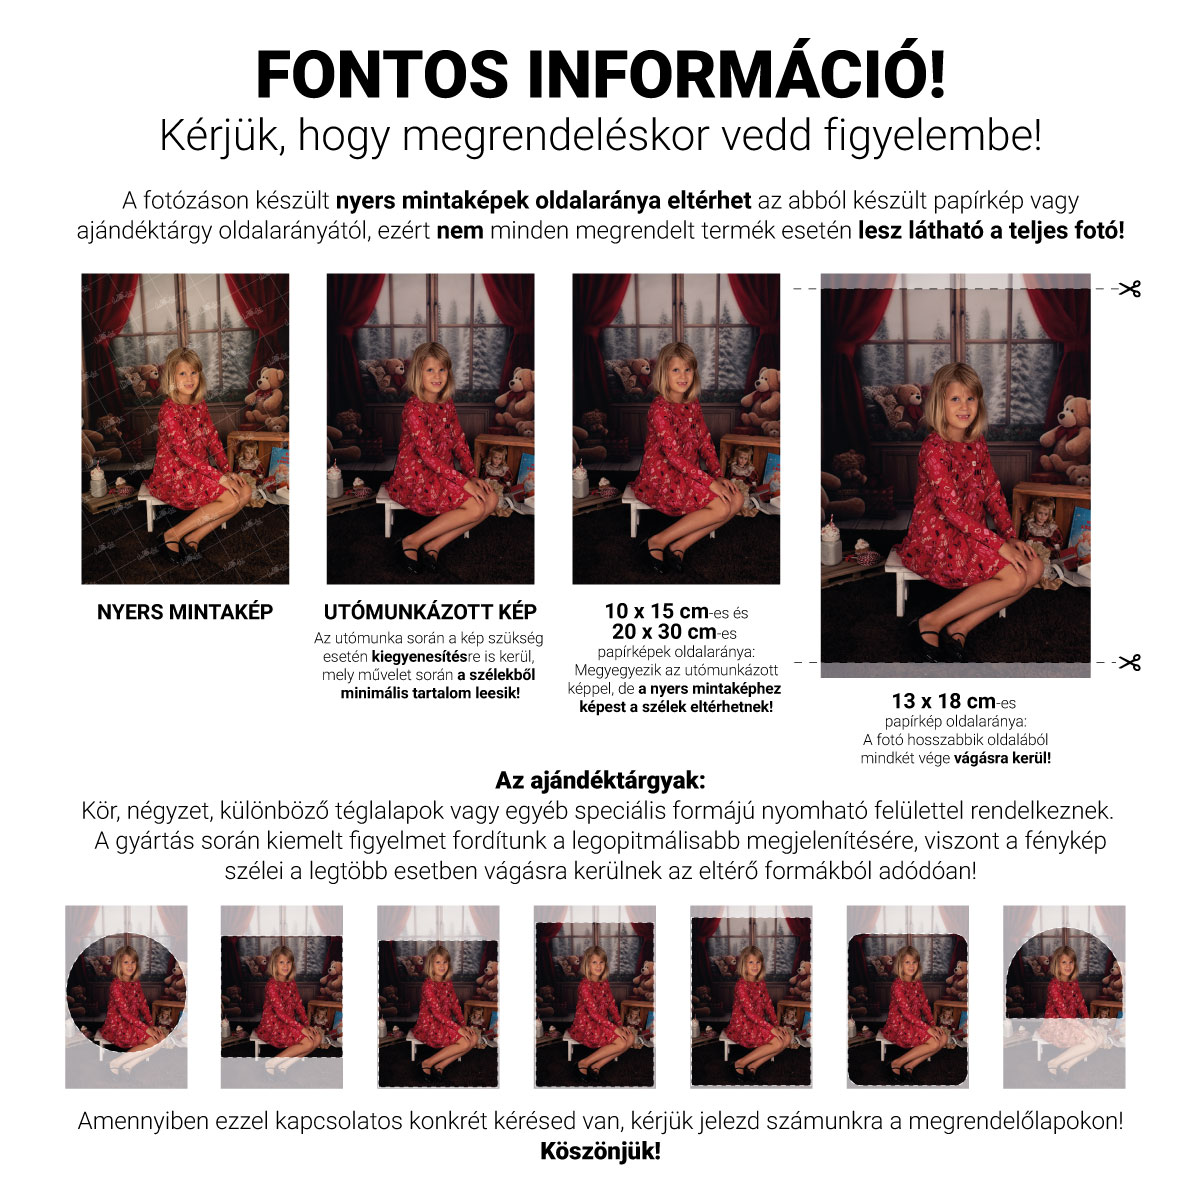 FONTOS INFORMÁCIÓ!
Kérjük, hogy megrendeléskor vedd figyelembe!
A fotózáson készült nyers mintaképek oldalaránya eltérhet az abból készült papírkép vagy
ajándéktárgy oldalarányától, ezért nem minden megrendelt termék esetén lesz látható a teljes fotó!
NYERS MINTAKÉP
UTÓMUNKÁZOTT KÉP
Az utómunka során a kép szükség
esetén kiegyenesítésre is kerül,
mely művelet során a szélekből
minimális tartalom leesik!
10 x 15 cm-es és
20 x 30 cm-es
papírképek oldalaránya:
Megyegyezik az utómunkázott
képpel, de a nyers mintaképhez
képest a szélek eltérhetnek!
13 x 18 cm-es
papírkép oldalaránya:
A fotó hosszabbik oldalából
mindkét vége vágásra kerül!
Az ajándéktárgyak:
Kör, négyzet, különböző téglalapok vagy egyéb speciális formájú nyomható felülettel rendelkeznek.
A gyártás során kiemelt figyelmet fordítunk a legopitmálisabb megjelenítésére, viszont a fénykép
szélei a legtöbb esetben vágásra kerülnek az eltérő formákból adódóan!
Amennyiben ezzel kapcsolatos konkrét kérésed van, kérjük jelezd számunkra a megrendelőlapokon!
Köszönjük!